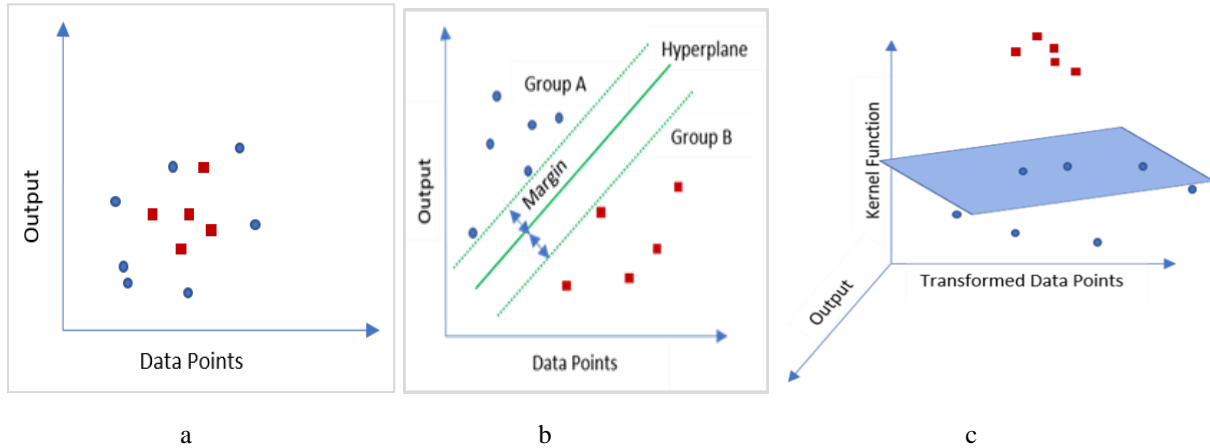 Output
Data Points
a
Hyperplane
Group A
Group B
Margin
Output
Data Points
b
Kernel Function
Transformed Data Points
Output
c